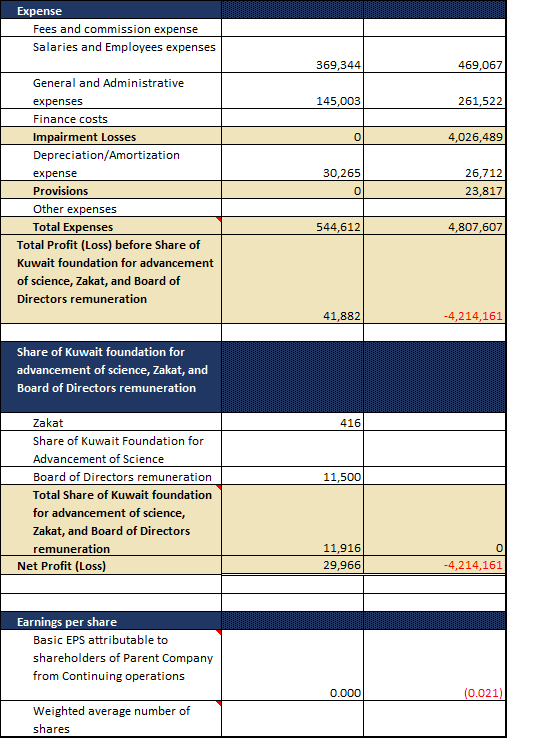 Expense
Fees and commission expense
Salaries and Employees expenses
369,344 469,067
General and Administrative
expenses 145,003 261,522
Finance costs
Impairment Losses 0 4,026,489
Depreciation/Amortization
expense 30,265 26,712
Provisions 0 23,817
Other expenses
Total Expenses 544,612 4,807,607
Total Profit (Loss) before Share of
Kuwait foundation for advancement
of science, Zakat, and Board of
Directors remuneration
41,882 -4,214,161
Share of Kuwait foundation for
advancement of science, Zakat, and
Board of Directors remuneration
Zakat 416
Share of Kuwait Foundation for
Advancement of Science
Board of Directors remuneration 11,500
Total Share of Kuwait foundation
for advancement of science,
Zakat, and Board of Directors
remuneration 11,916 0
Net Profit (Loss) 29,966 -4,214,161
Earnings per share
Basic EPS attributable to
shareholders of Parent Company
from Continuing operations
0.000 (0.021)
Weighted average number of
shares